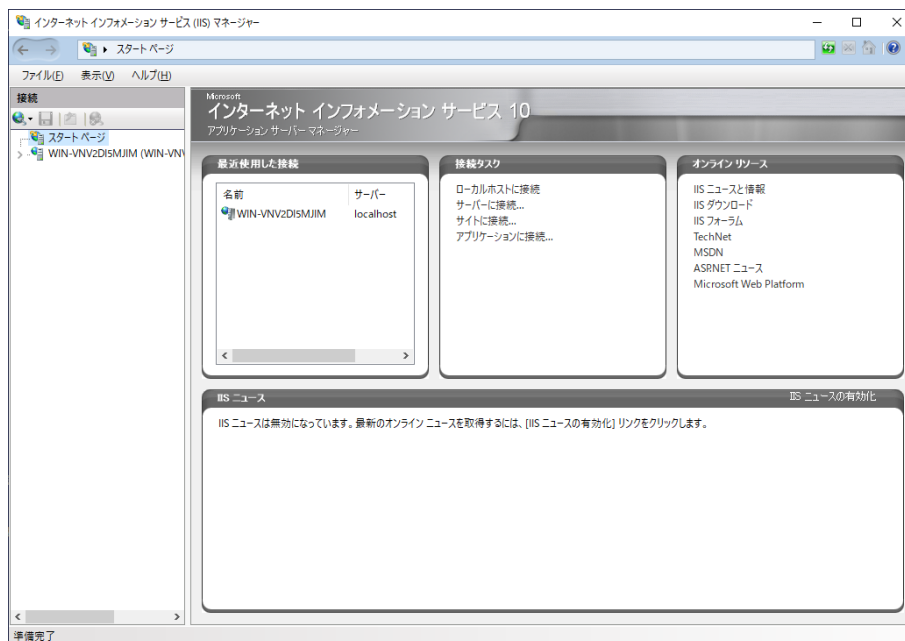 インターネット インフォメーション サービス (IIS) マネージャー
スタート ページ
ファイル(F) 表示(V) ヘルプ(H)
接続
スタート ページ
WIN-VNV2DI5MJIM (WIN-VNV
Microsoft
インターネット インフォメーション サービス 10
アプリケーション サーバー マネージャー
最近使用した接続
名前 サーバー
WIN-VNV2DI5MJIM localhost
接続タスク
ローカルホストに接続
サーバーに接続...
サイトに接続...
アプリケーションに接続...
オンライン リソース
IIS ニュースと情報
IIS ダウンロード
IIS フォーラム
TechNet
MSDN
ASP.NET ニュース
Microsoft Web Platform
IIS ニュース
IIS ニュースの有効化
IIS ニュースは無効になっています。最新のオンライン ニュースを取得するには、[IIS ニュースの有効化] リンクをクリックします。
準備完了